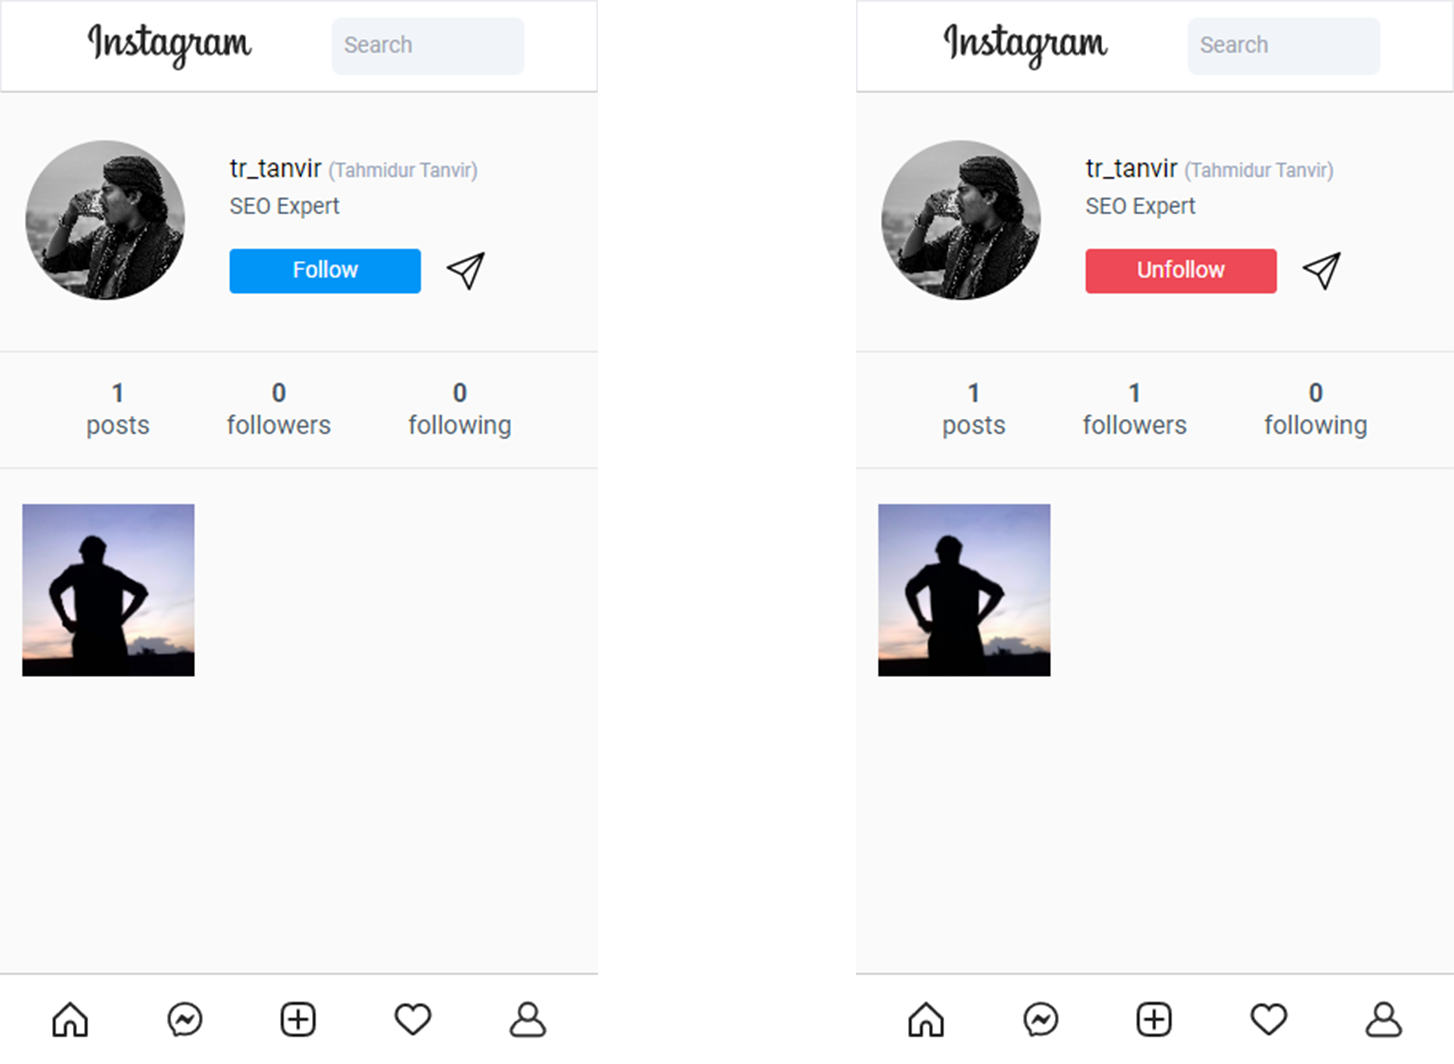 Instagram
Search
tr_tanvir (Tahmidur Tanvir)
SEO Expert
Follow
1
posts
0
followers
0
following
Instagram
Search
tr_tanvir (Tahmidur Tanvir)
SEO Expert
Unfollow
1
posts
1
followers
0
following